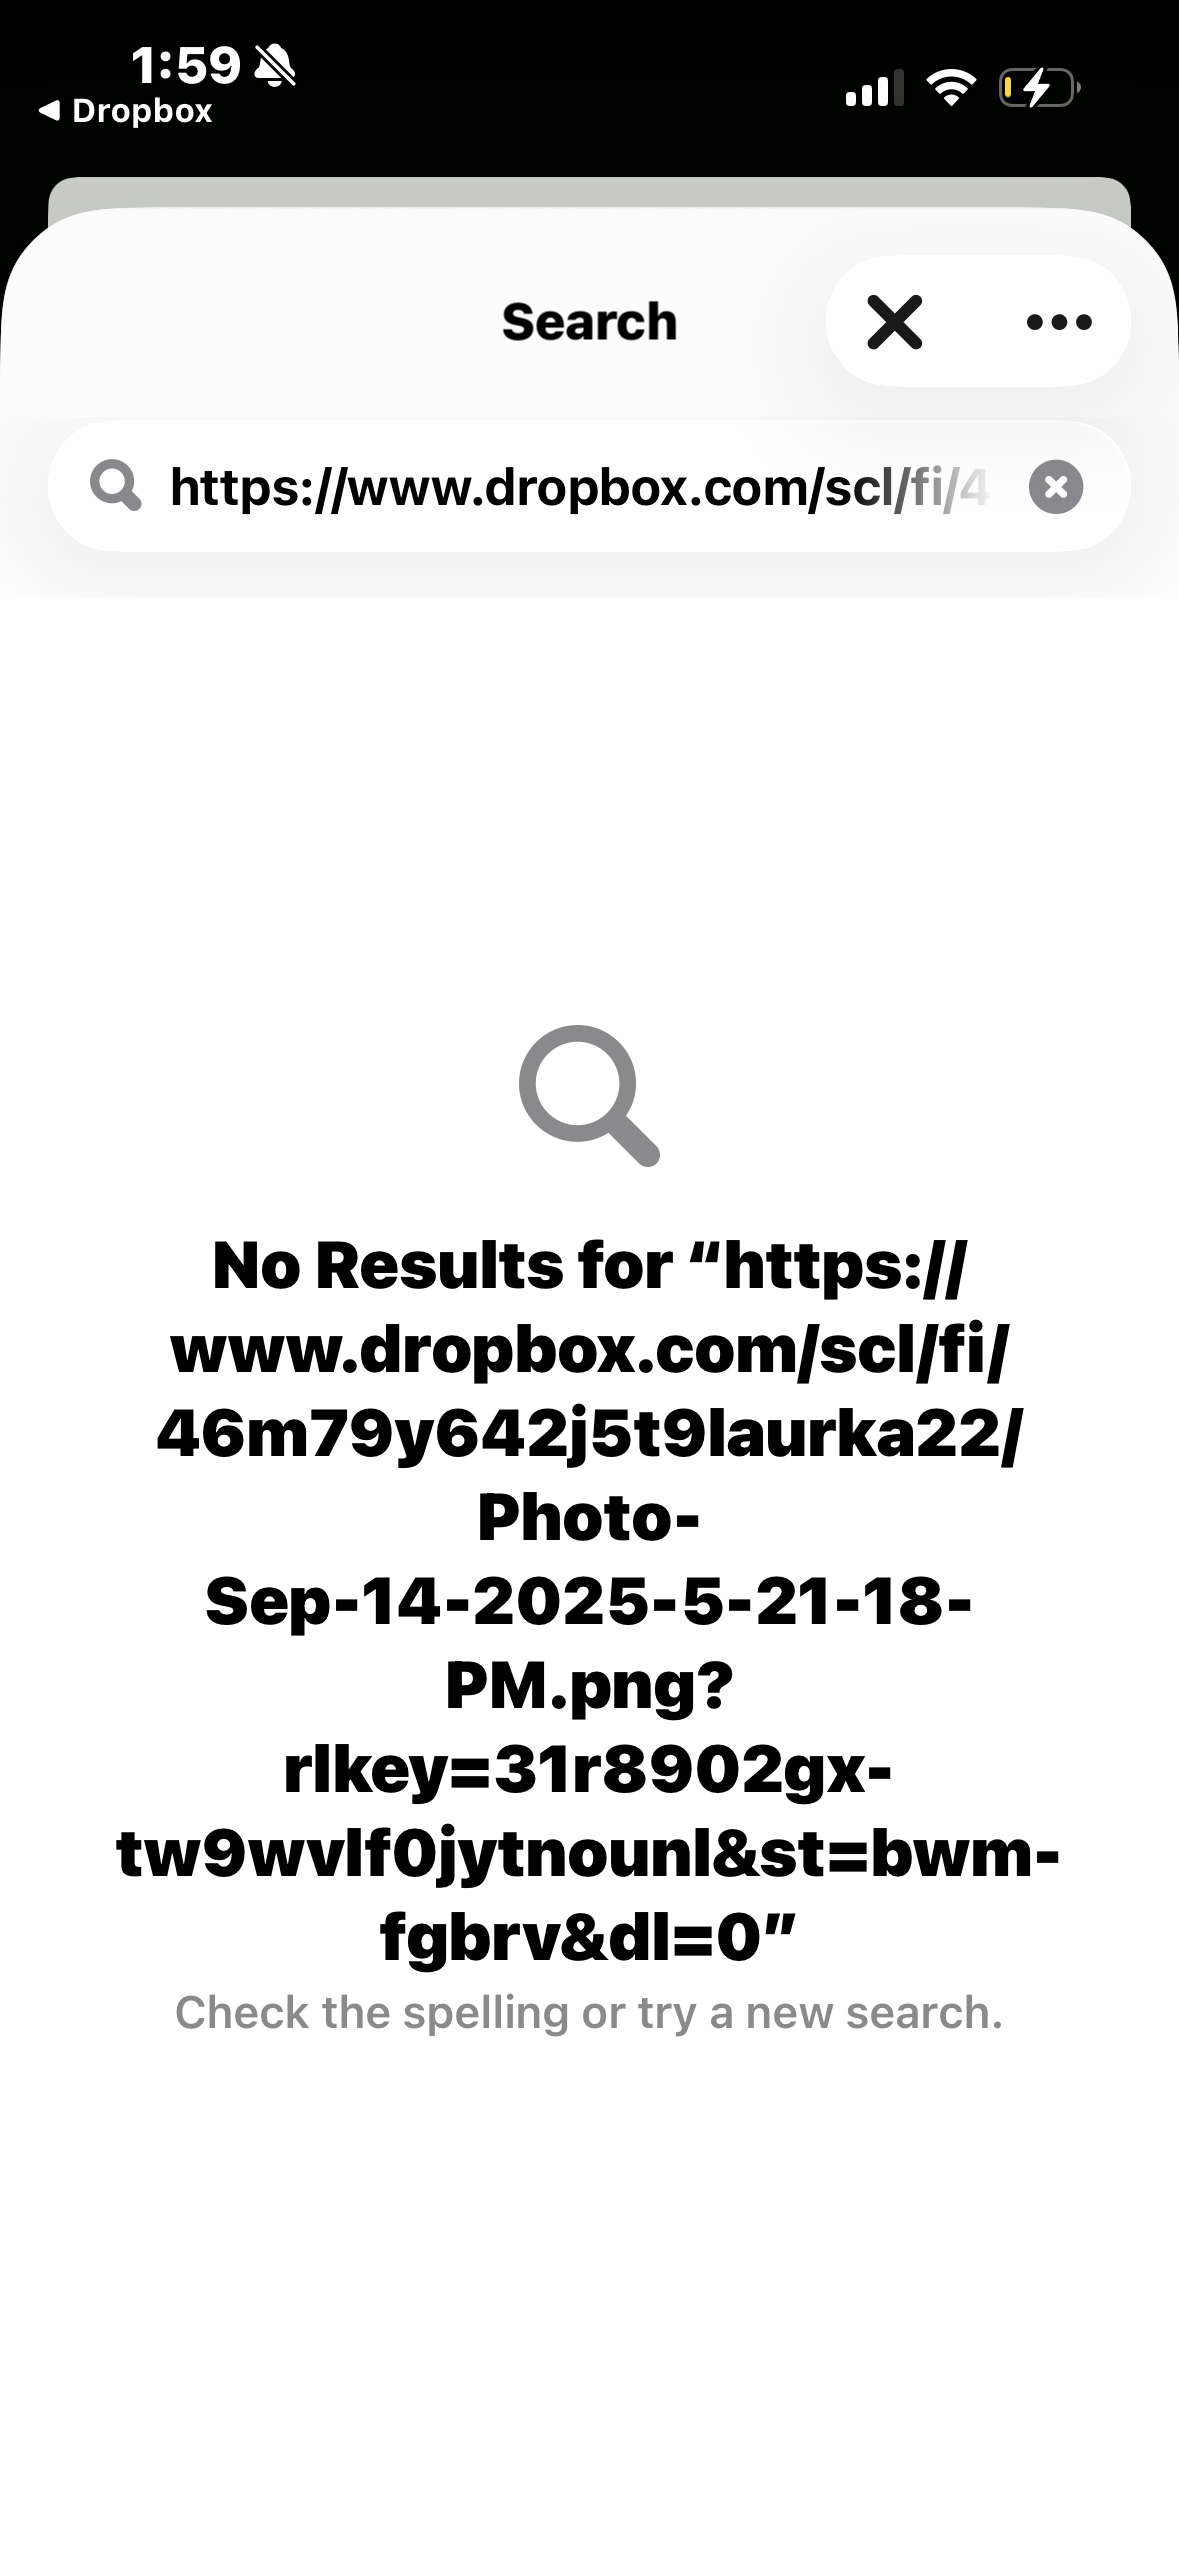 1:59
Dropbox
Search
https://www.dropbox.com/scl/fi/4
No Results for “https://
www.dropbox.com/scl/fi/
46m79y642j5t9laurka22/
Photo-
Sep-14-2025-5-21-18-
PM.png?
rlkey=31r8902gx-
tw9wvlf0jytnounl&st=bwm-
fgbrv&dl=0”
Check the spelling or try a new search.